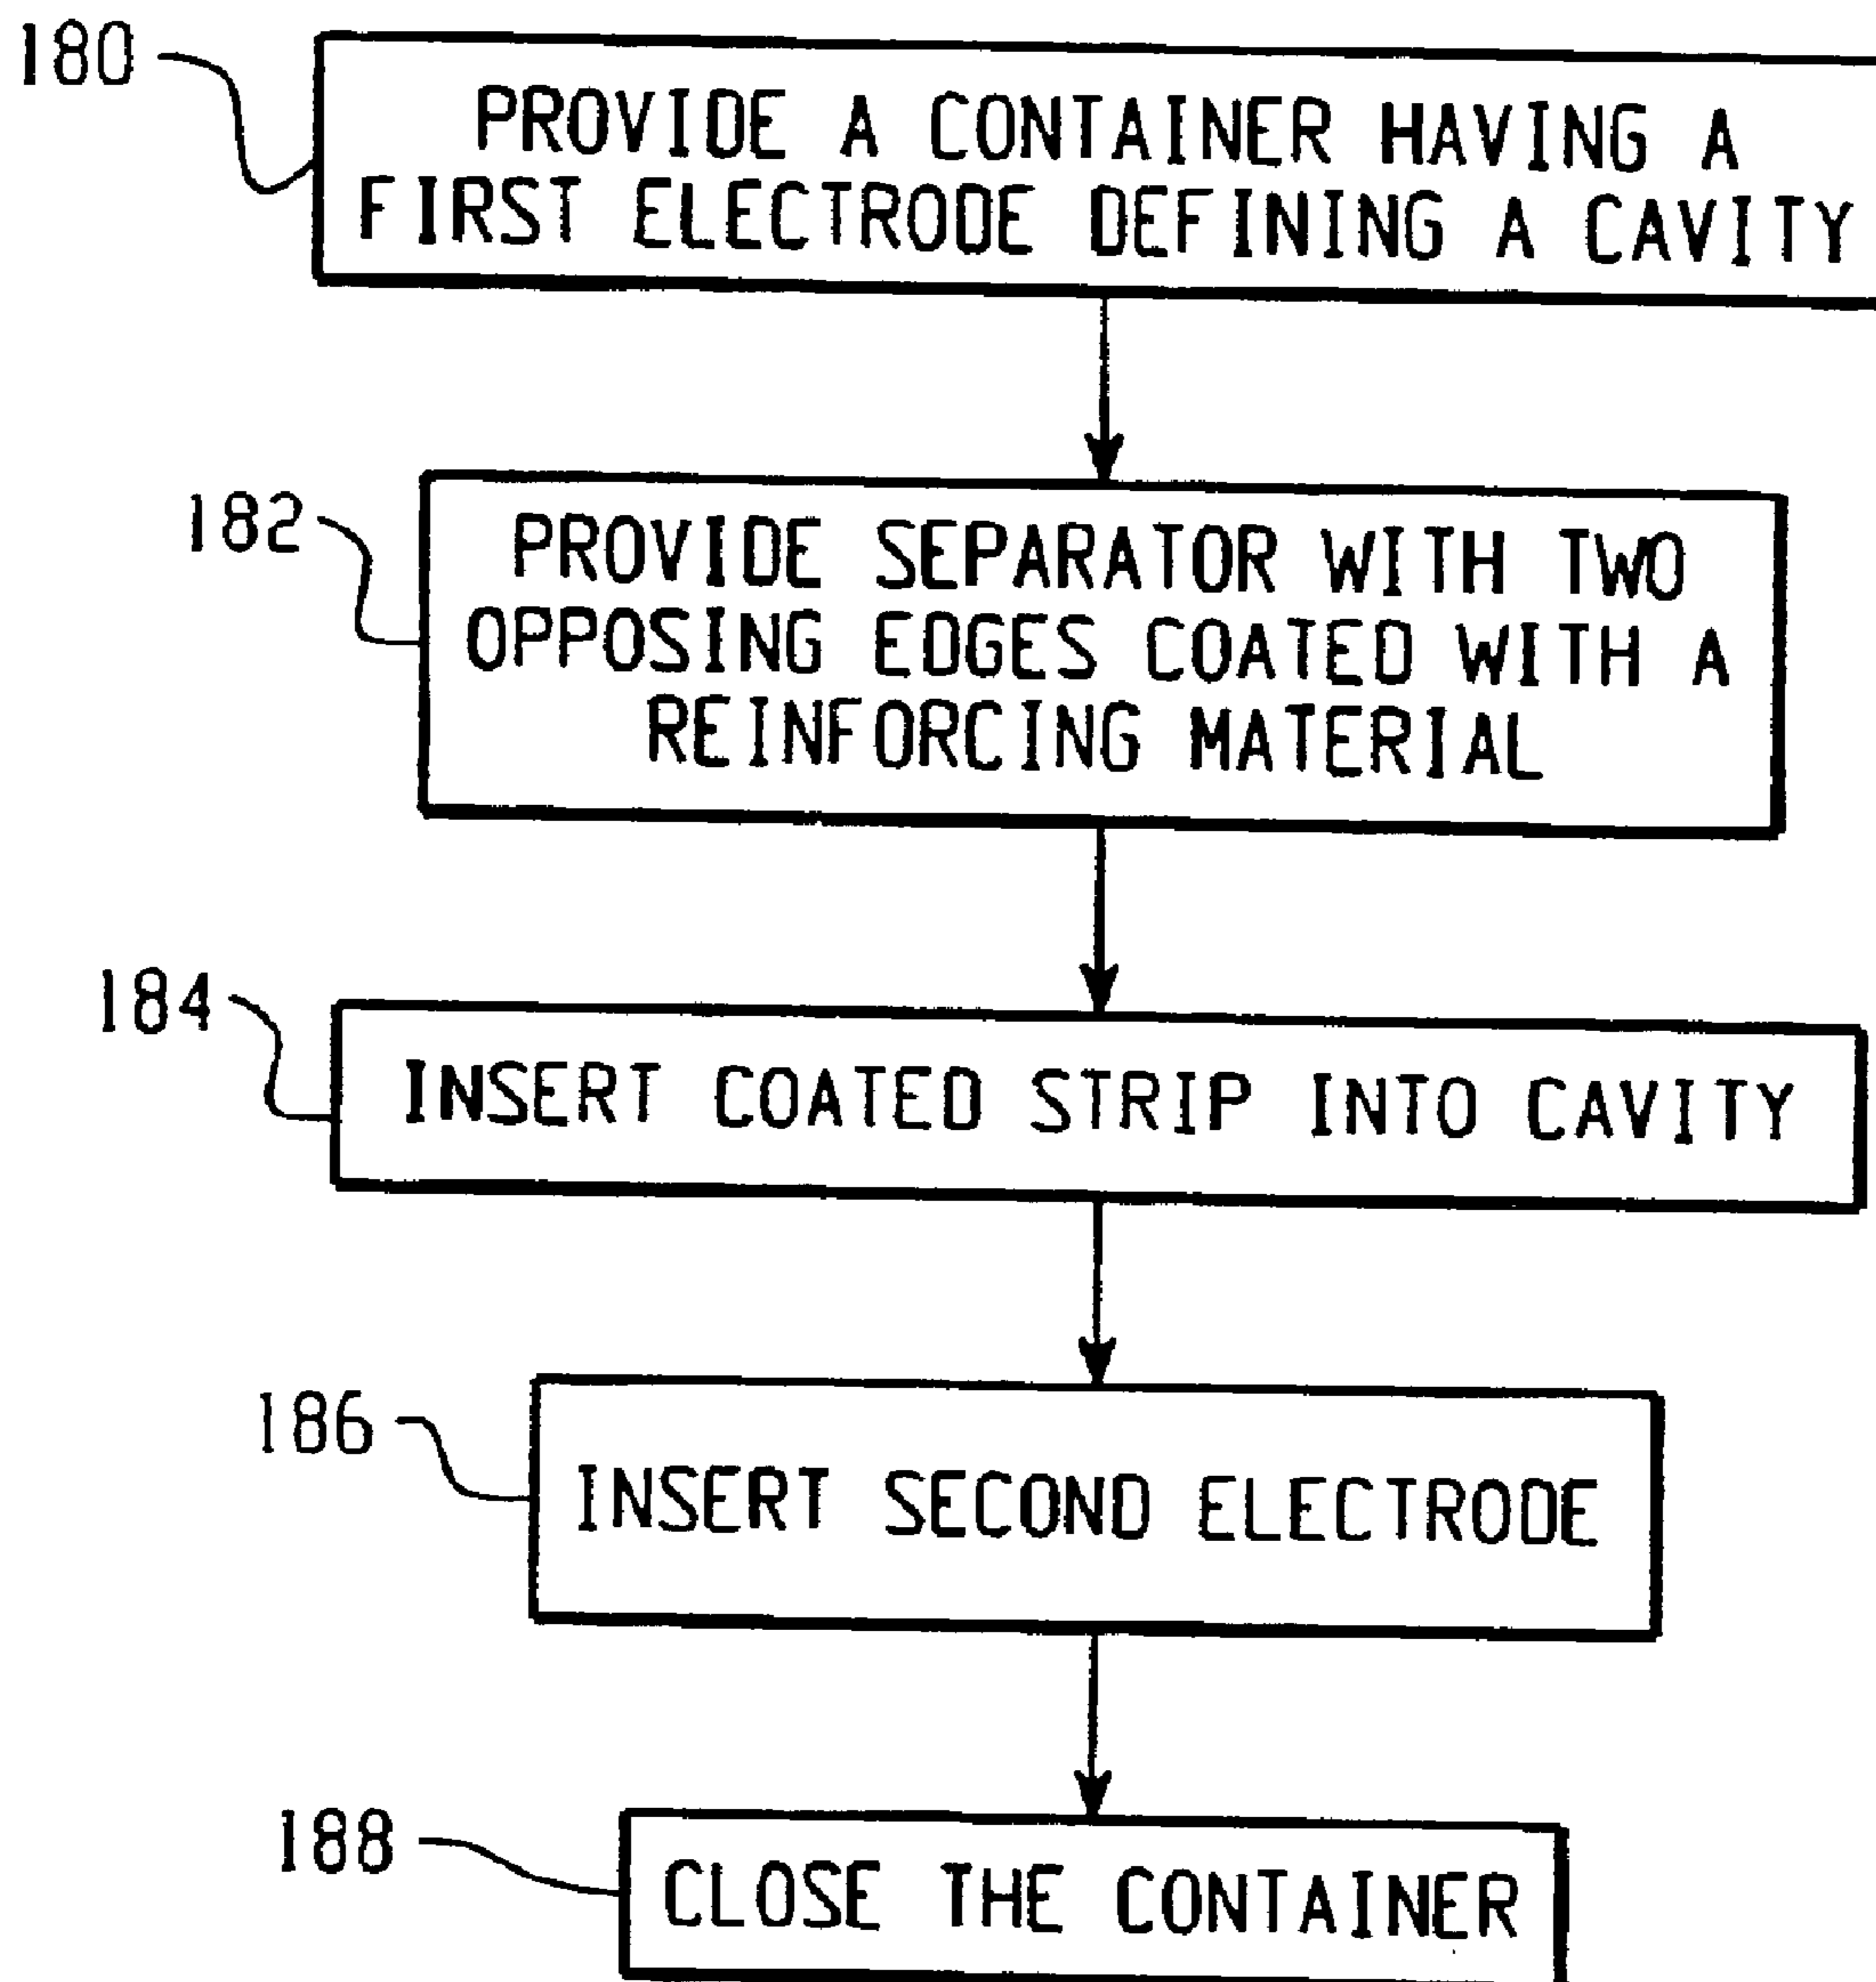 180
PROVIDE A CONTAINER HAVING A
FIRST ELECTRODE DEFINING A CAVITY
182
PROVIDE SEPARATOR WITH TWO
OPPOSING EDGES COATED WITH A
REINFORCING MATERIAL
184
INSERT COATED STRIP INTO CAVITY
186
INSERT SECOND ELECTRODE
188
CLOSE THE CONTAINER